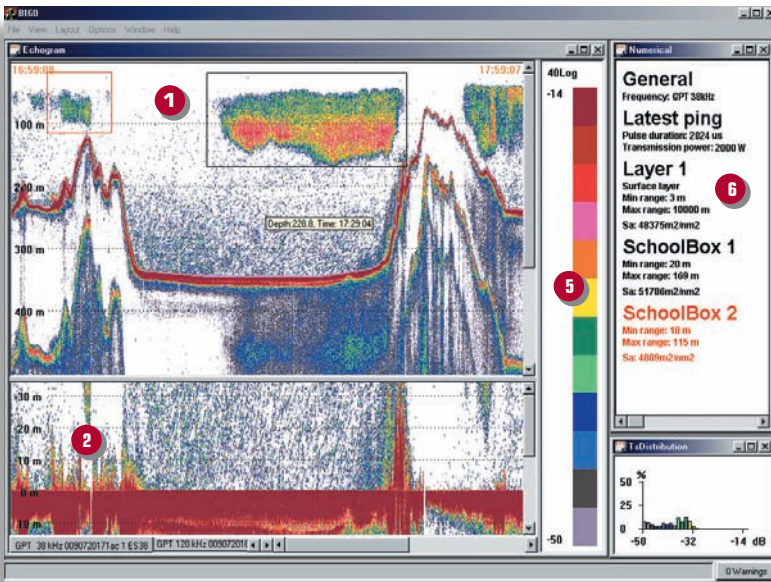 BI60
File View Layout Options Window Help
Echogram
16:59:08
17:59:07
100 m
200 m
300 m
400 m
1
Depth:228.8, Time: 17:29:04
-30 m
-20 m
-10 m
0 m
10 m
2
GPT 38 kHz 0090720171ac 1 ES38
GPT 120 kHz 0090720
40Log
-14
5
-50
Numerical
General
Frequency: GPT 38kHz
Latest ping
Pulse duration: 2024 us
Transmission power: 2000 W
Layer 1
Surface layer
Min range: 3 m
Max range: 10000 m
Sa: 48375m2/nm2
6
SchoolBox 1
Min range: 20 m
Max range: 169 m
Sa: 51786m2/nm2
SchoolBox 2
Min range: 18 m
Max range: 115 m
Sa: 4889m2/nm2
TsDistribution
%
50
25
0
-50 -32 -14 dB
0 Warnings